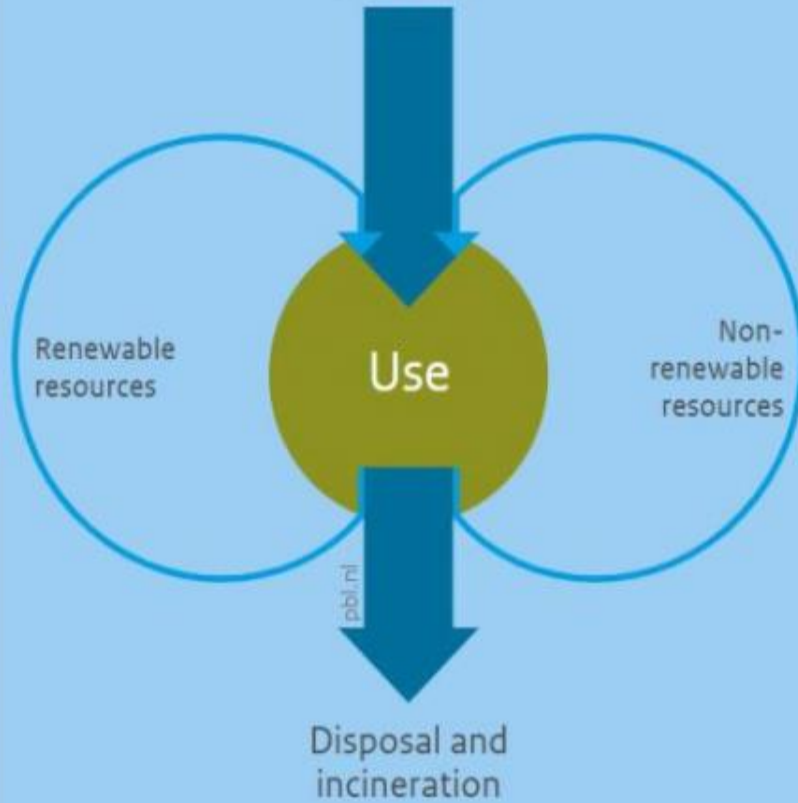 Renewable
resources
Use
Non-
renewable
resources
pbl.nl
Disposal and
incineration